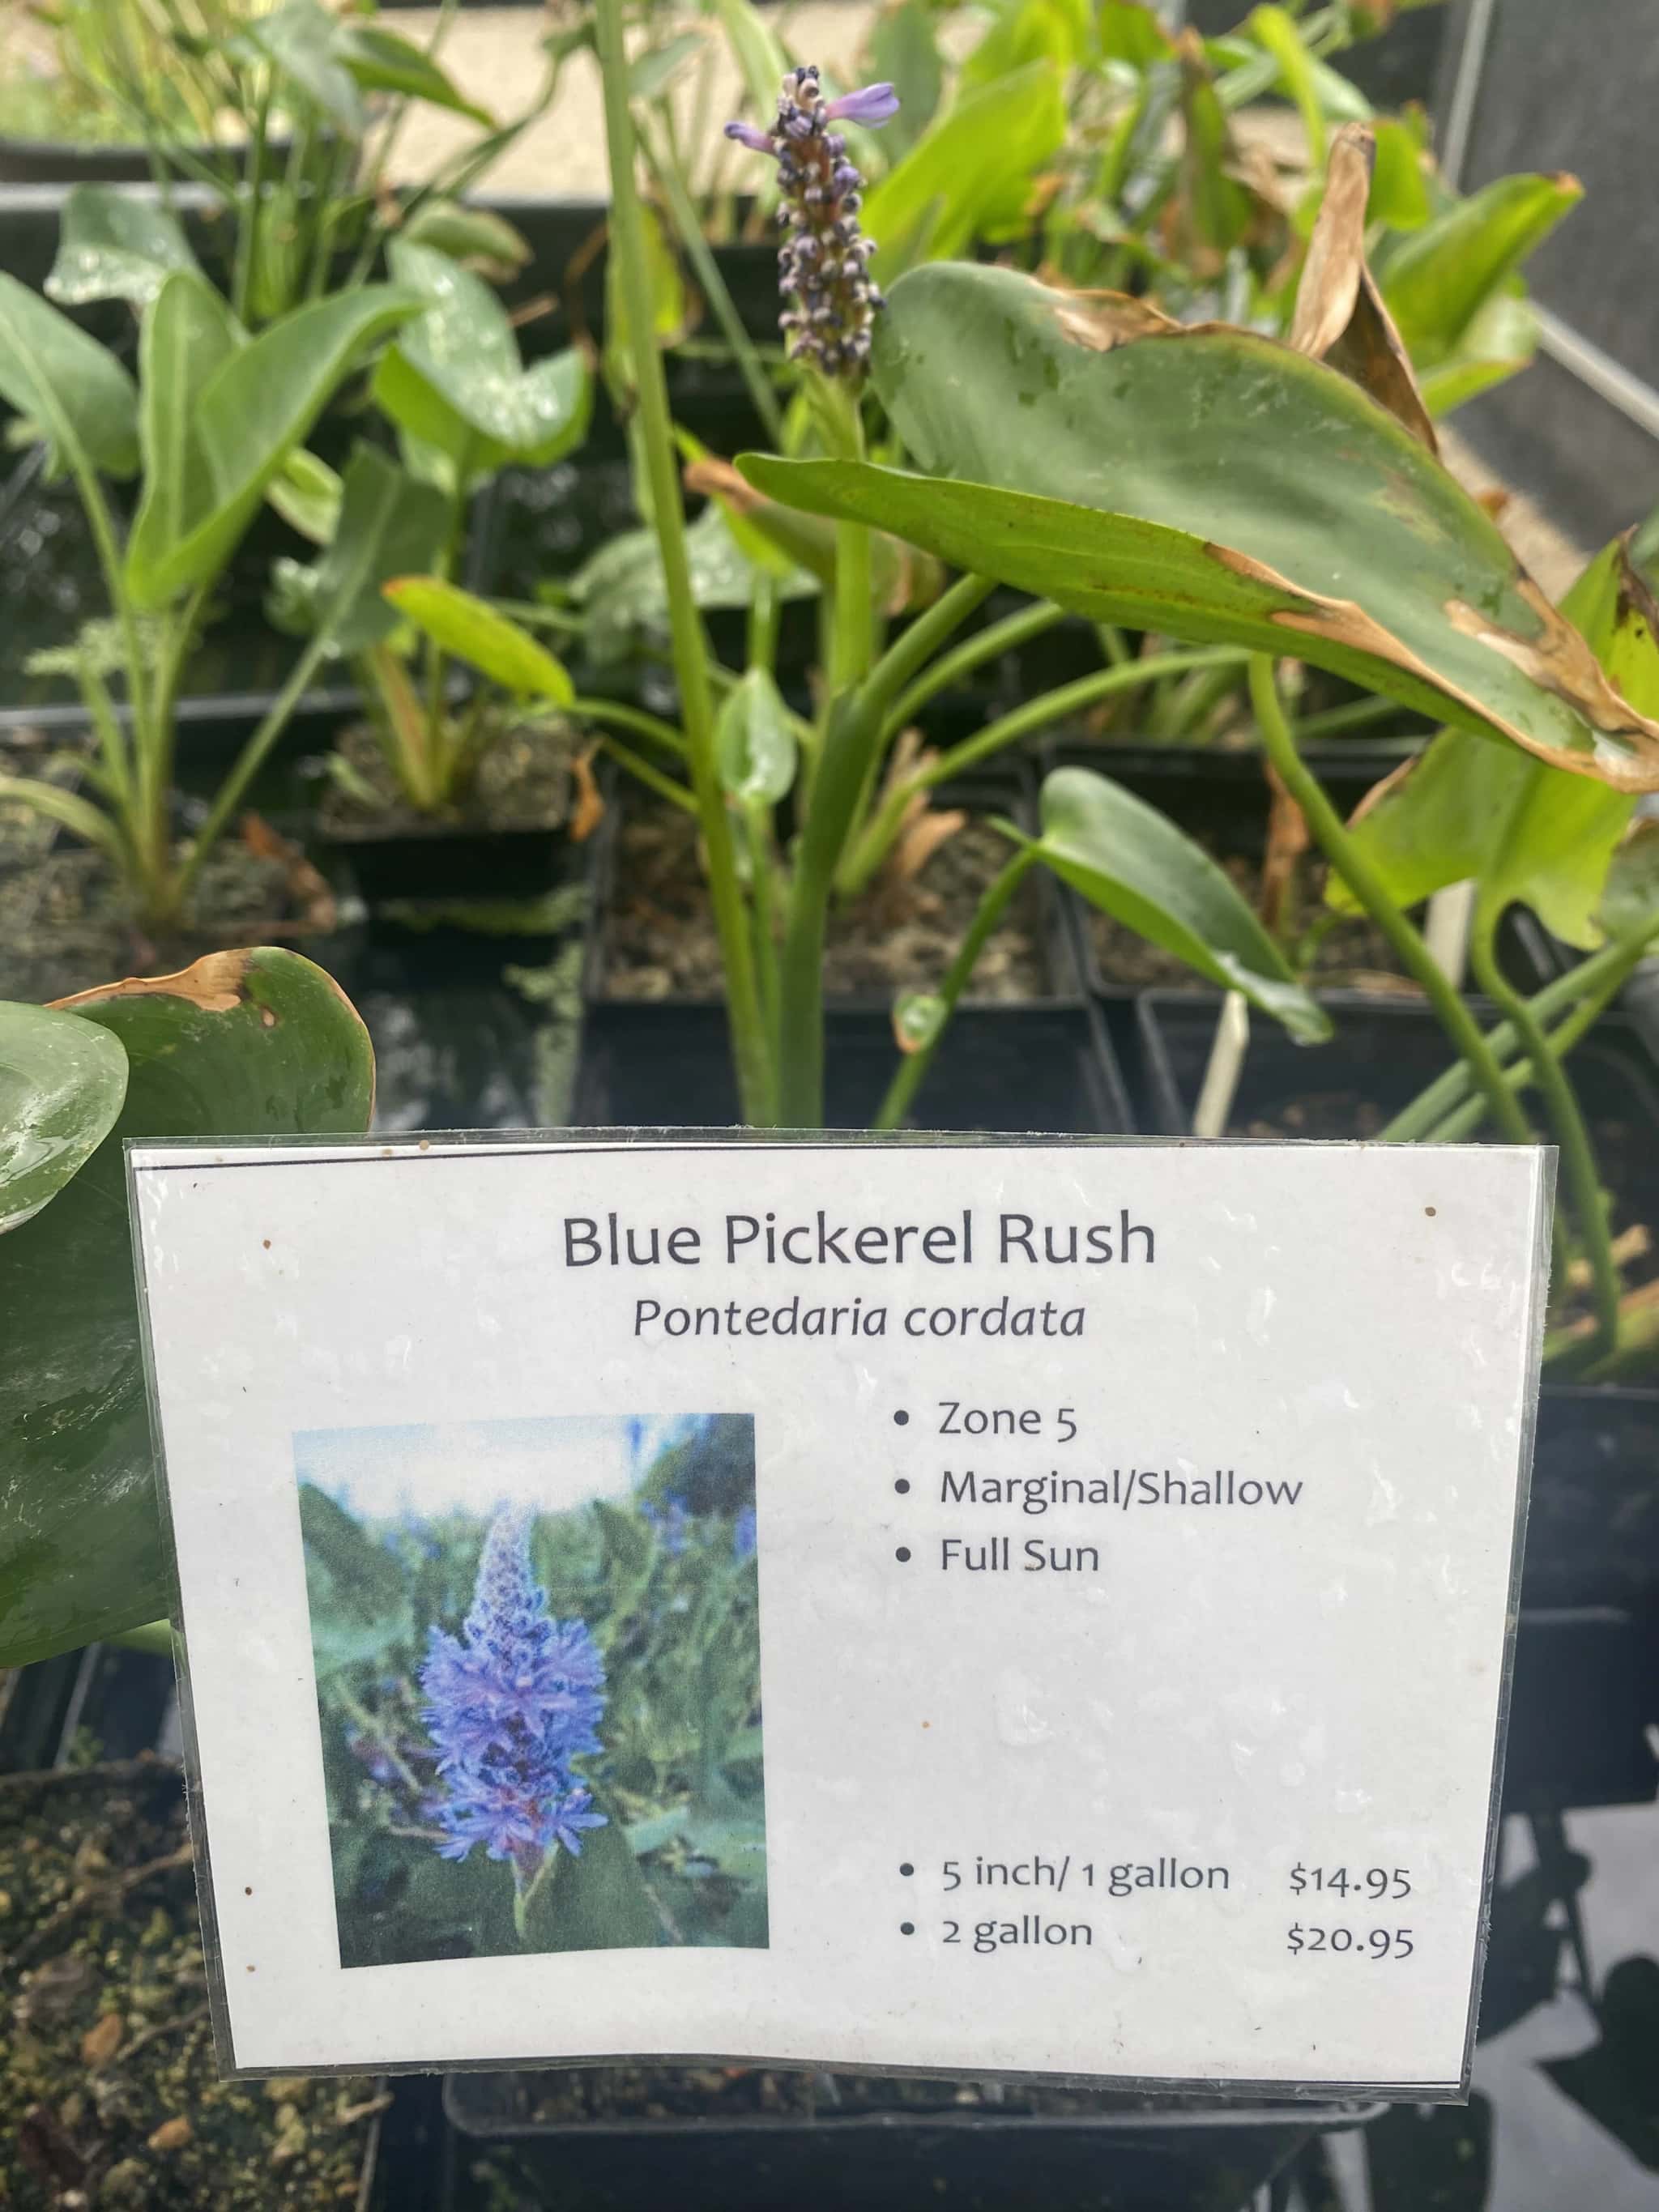 Blue Pickerel Rush
Pontedaria cordata
• Zone 5
• Marginal/Shallow
• Full Sun
• 5 inch/ 1 gallon $14.95
• 2 gallon $20.95